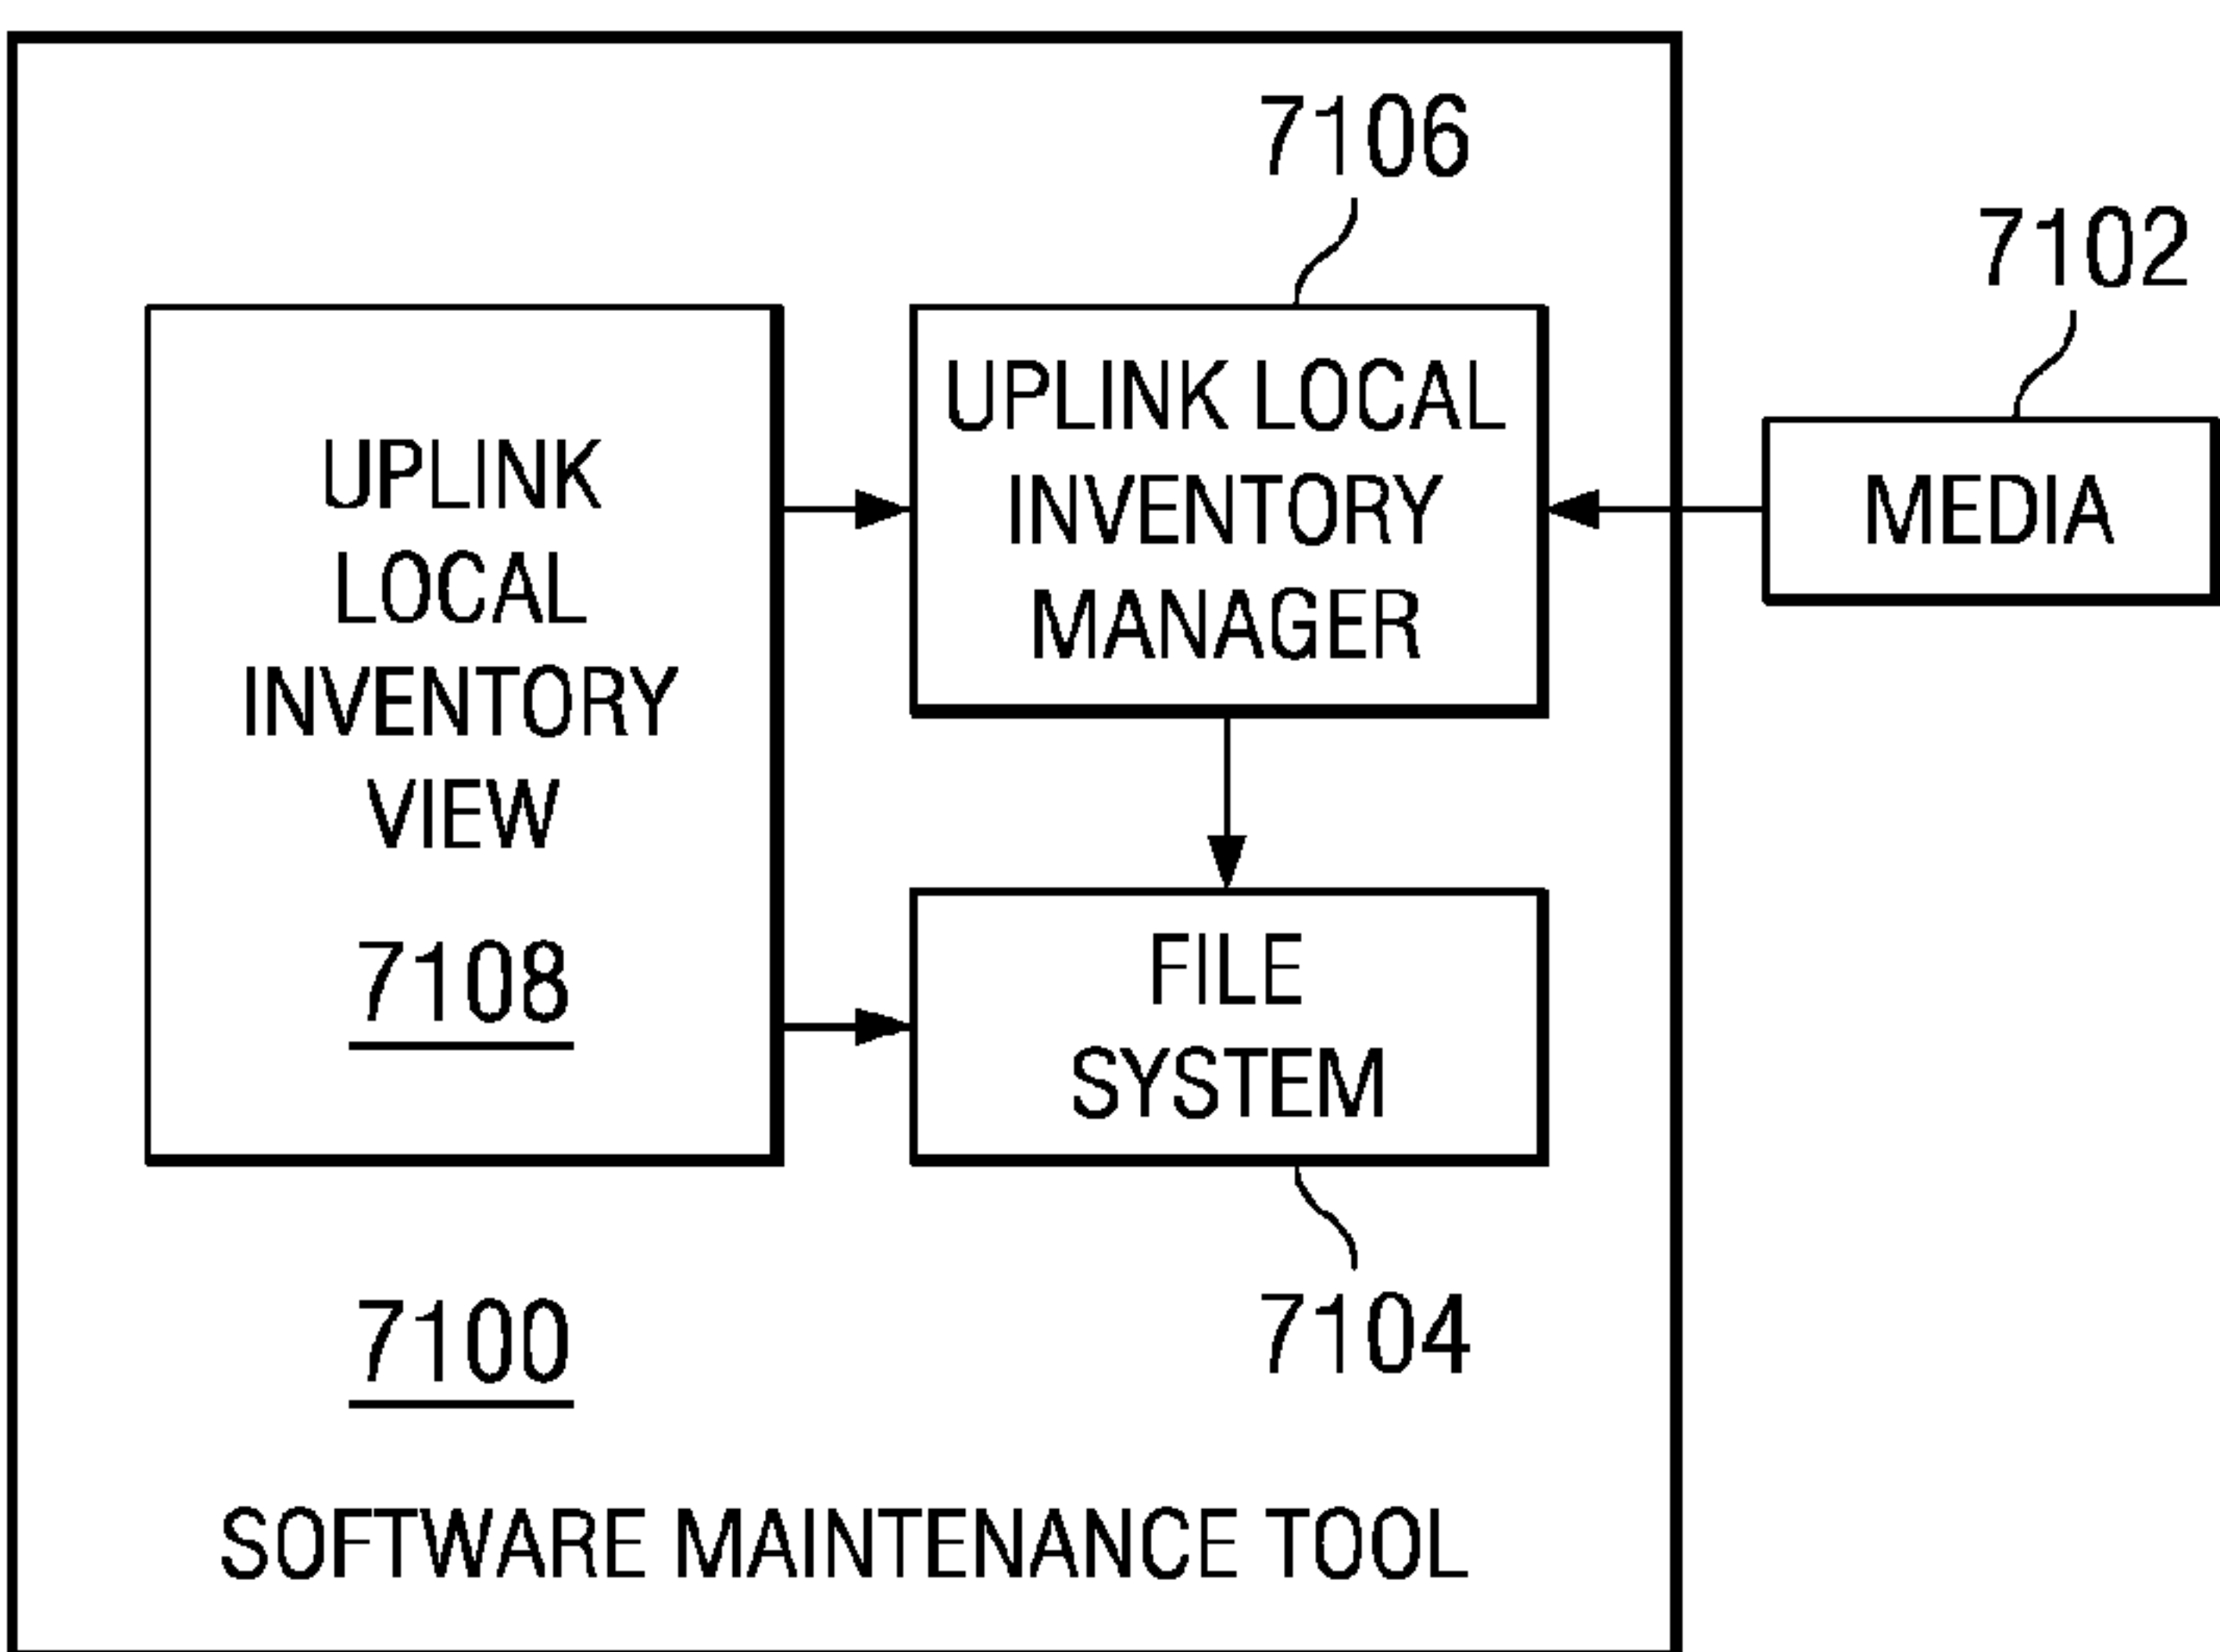 7106
7102
UPLINK
LOCAL
INVENTORY
VIEW
7108
UPLINK LOCAL
INVENTORY
MANAGER
MEDIA
FILE
SYSTEM
7104
7100
SOFTWARE MAINTENANCE TOOL